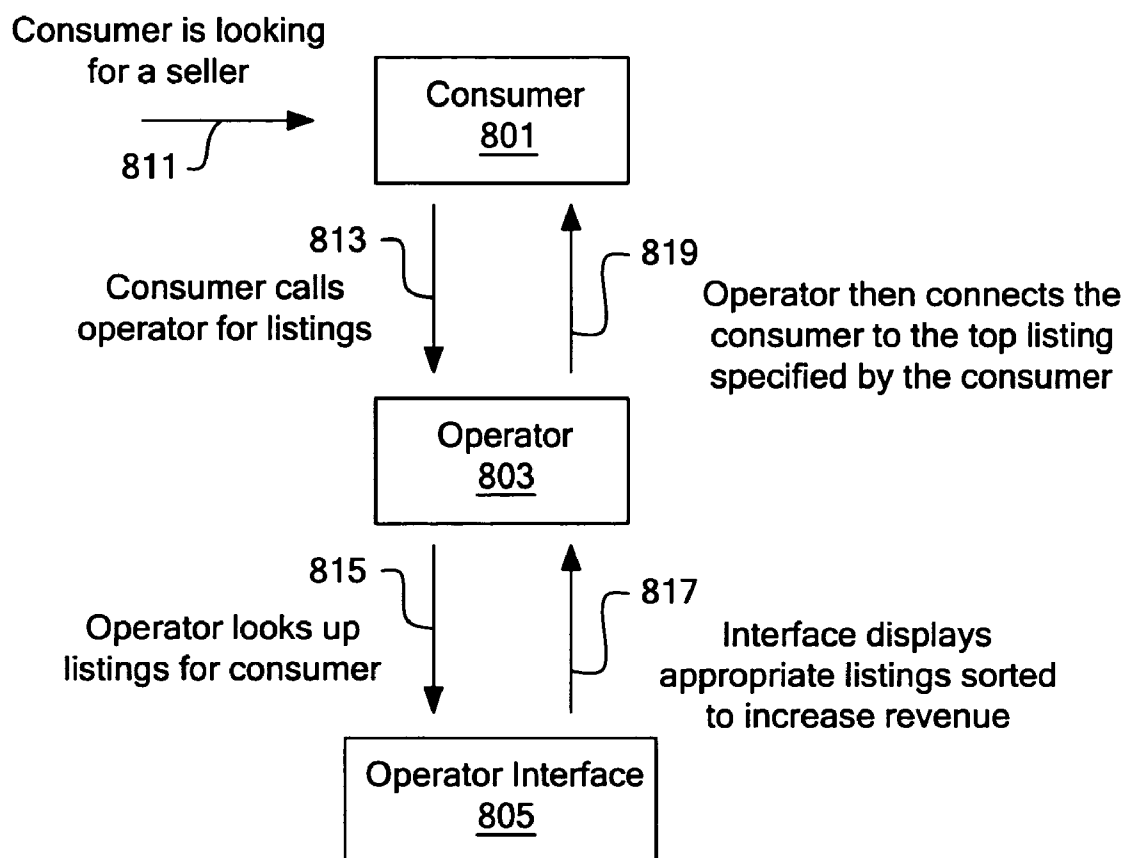 Consumer is looking
for a seller
811
Consumer
801
813
Consumer calls
operator for listings
819
Operator then connects the
consumer to the top listing
specified by the consumer
Operator
803
815
Operator looks up
listings for consumer
817
Interface displays
appropriate listings sorted
to increase revenue
Operator Interface
805